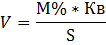 V = М% * Кв / S